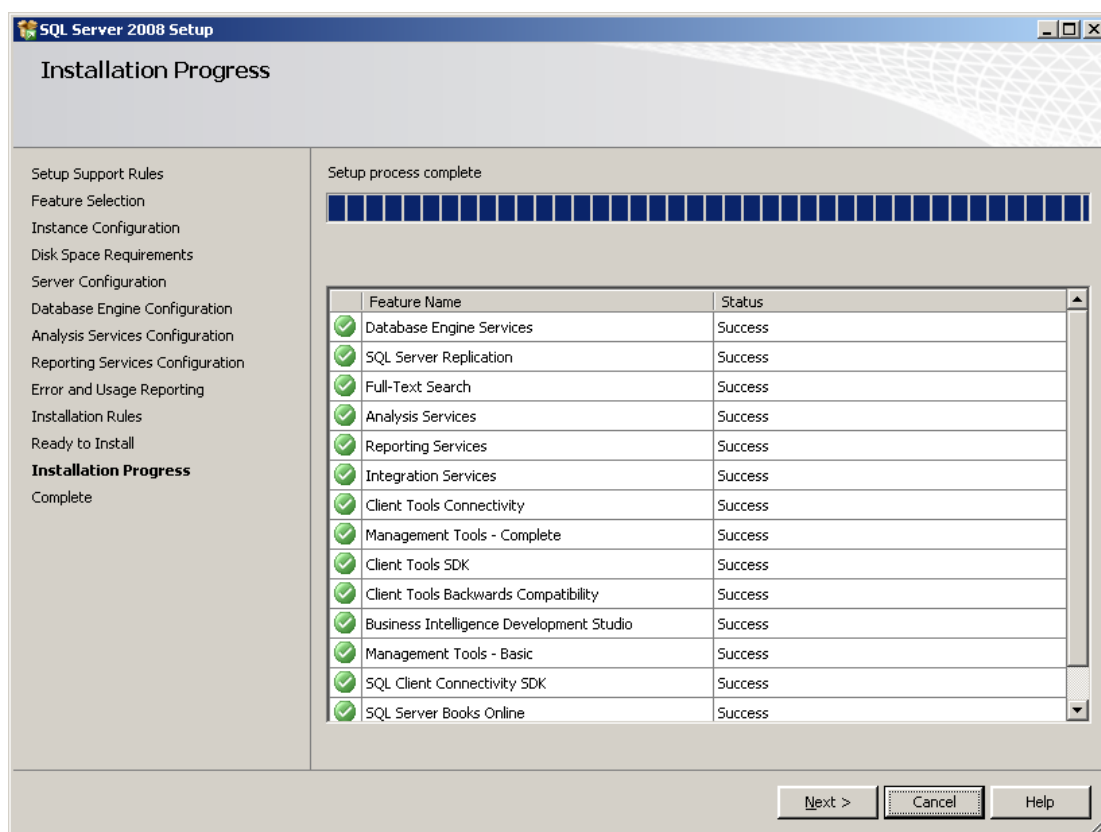 SQL Server 2008 Setup
Installation Progress
Setup Support Rules
Feature Selection
Instance Configuration
Disk Space Requirements
Server Configuration
Database Engine Configuration
Analysis Services Configuration
Reporting Services Configuration
Error and Usage Reporting
Installation Rules
Ready to Install
Installation Progress
Complete
Setup process complete
Feature Name Status
Database Engine Services Success
SQL Server Replication Success
Full-Text Search Success
Analysis Services Success
Reporting Services Success
Integration Services Success
Client Tools Connectivity Success
Management Tools - Complete Success
Client Tools SDK Success
Client Tools Backwards Compatibility Success
Business Intelligence Development Studio Success
Management Tools - Basic Success
SQL Client Connectivity SDK Success
SQL Server Books Online Success
Next > Cancel Help